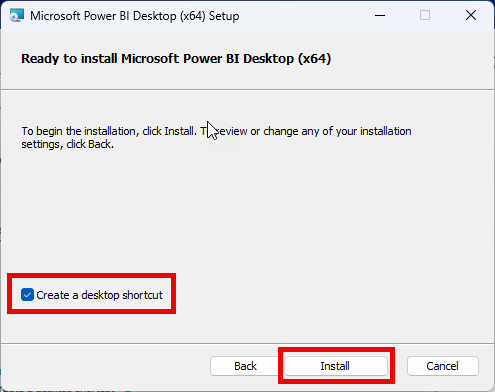 Microsoft Power BI Desktop (x64) Setup
Ready to install Microsoft Power BI Desktop (x64)
To begin the installation, click Install. To review or change any of your installation
settings, click Back.
Create a desktop shortcut
Back Install Cancel